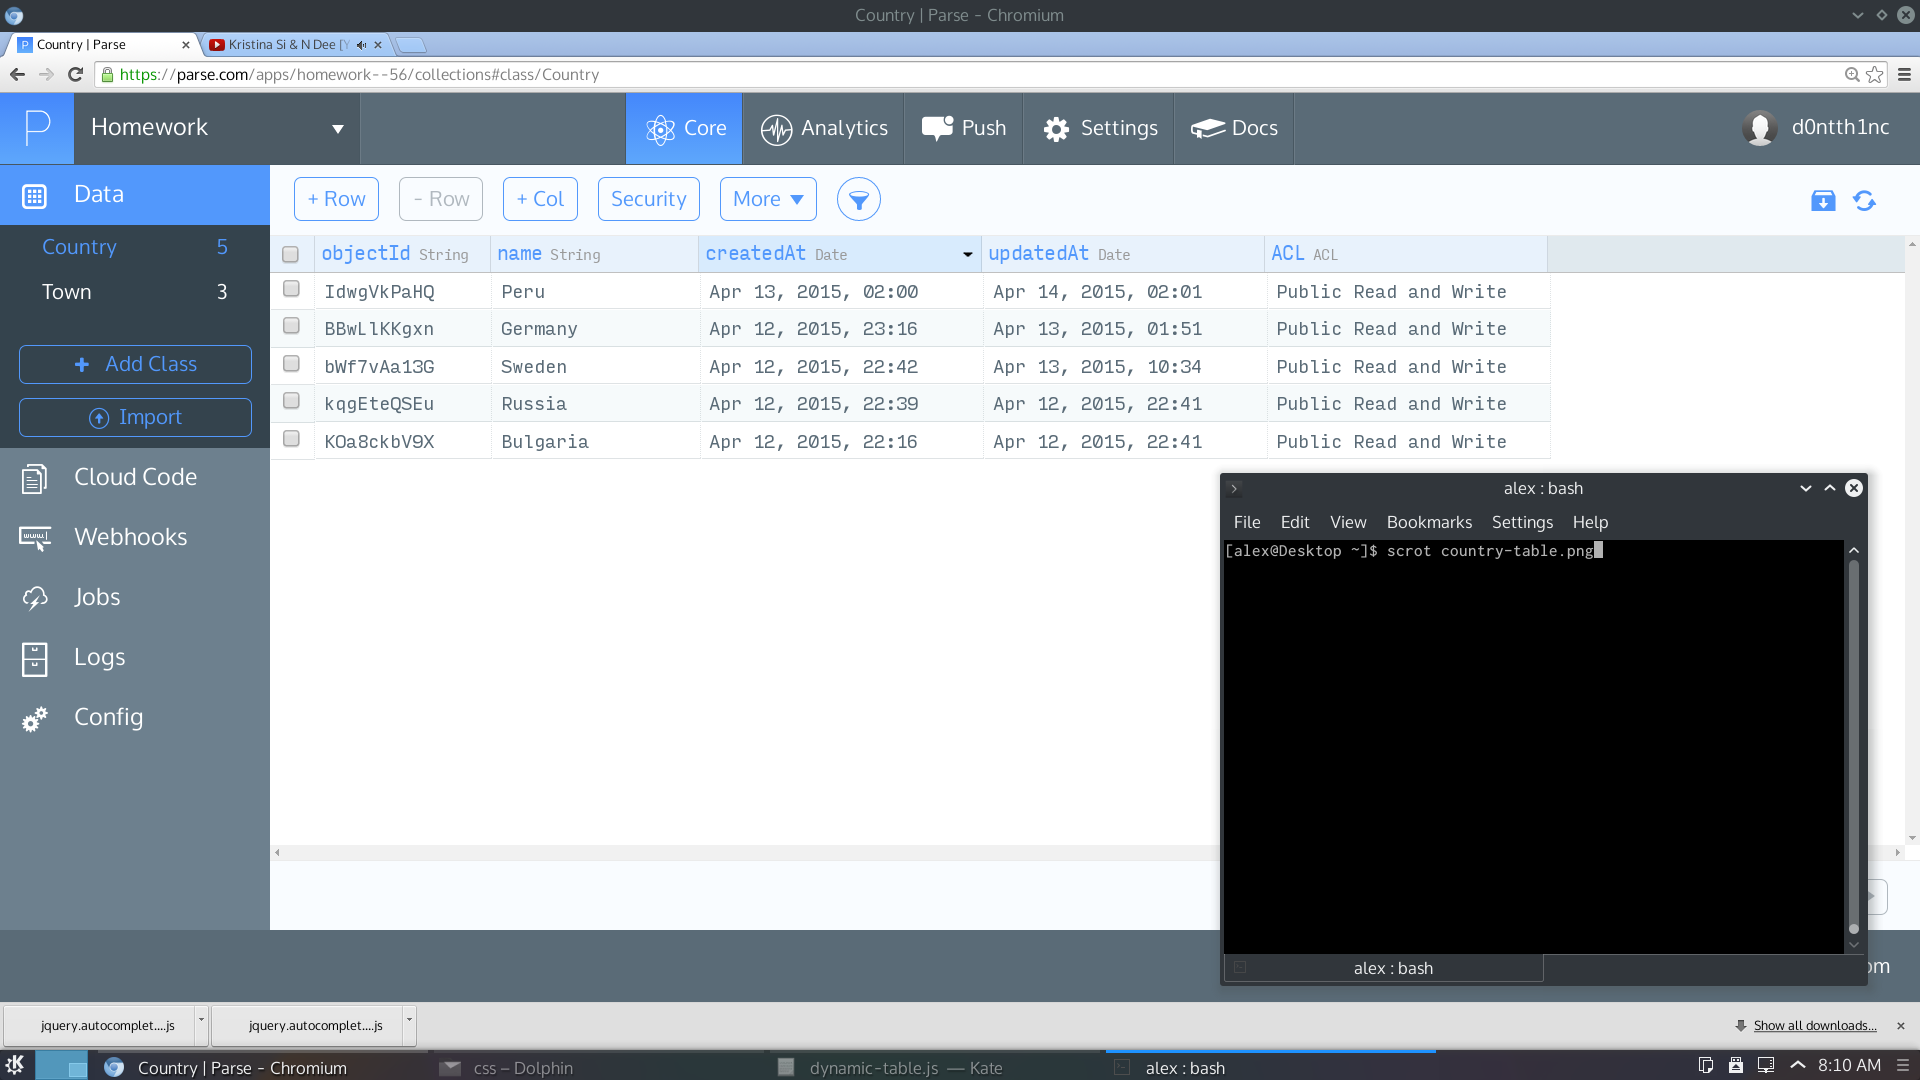 Country | Parse - Chromium
Country | Parse
Kristina Si & N Dee [Y
https://parse.com/apps/homework--56/collections#class/Country
P Homework
Core Analytics Push Settings Docs
d0ntth1nc
Data
+ Row - Row + Col Security More
Country 5
Town 3
Add Class
Import
objectId String name String createdAt Date updatedAt Date ACL ACL
IdwgVkPaHQ Peru Apr 13, 2015, 02:00 Apr 14, 2015, 02:01 Public Read and Write
BBwLlKKgxn Germany Apr 12, 2015, 23:16 Apr 13, 2015, 01:51 Public Read and Write
bWf7vAa13G Sweden Apr 12, 2015, 22:42 Apr 13, 2015, 10:34 Public Read and Write
kqgEteQSEu Russia Apr 12, 2015, 22:39 Apr 12, 2015, 22:41 Public Read and Write
KOa8ckbV9X Bulgaria Apr 12, 2015, 22:16 Apr 12, 2015, 22:41 Public Read and Write
Cloud Code
Webhooks
Jobs
Logs
Config
alex : bash
File Edit View Bookmarks Settings Help
[alex@Desktop ~]$ scrot country-table.png
alex : bash
om
jquery.autocomplet....js
jquery.autocomplet....js
Show all downloads...
Country | Parse - Chromium
css – Dolphin
dynamic-table.js — Kate
alex : bash
8:10 AM